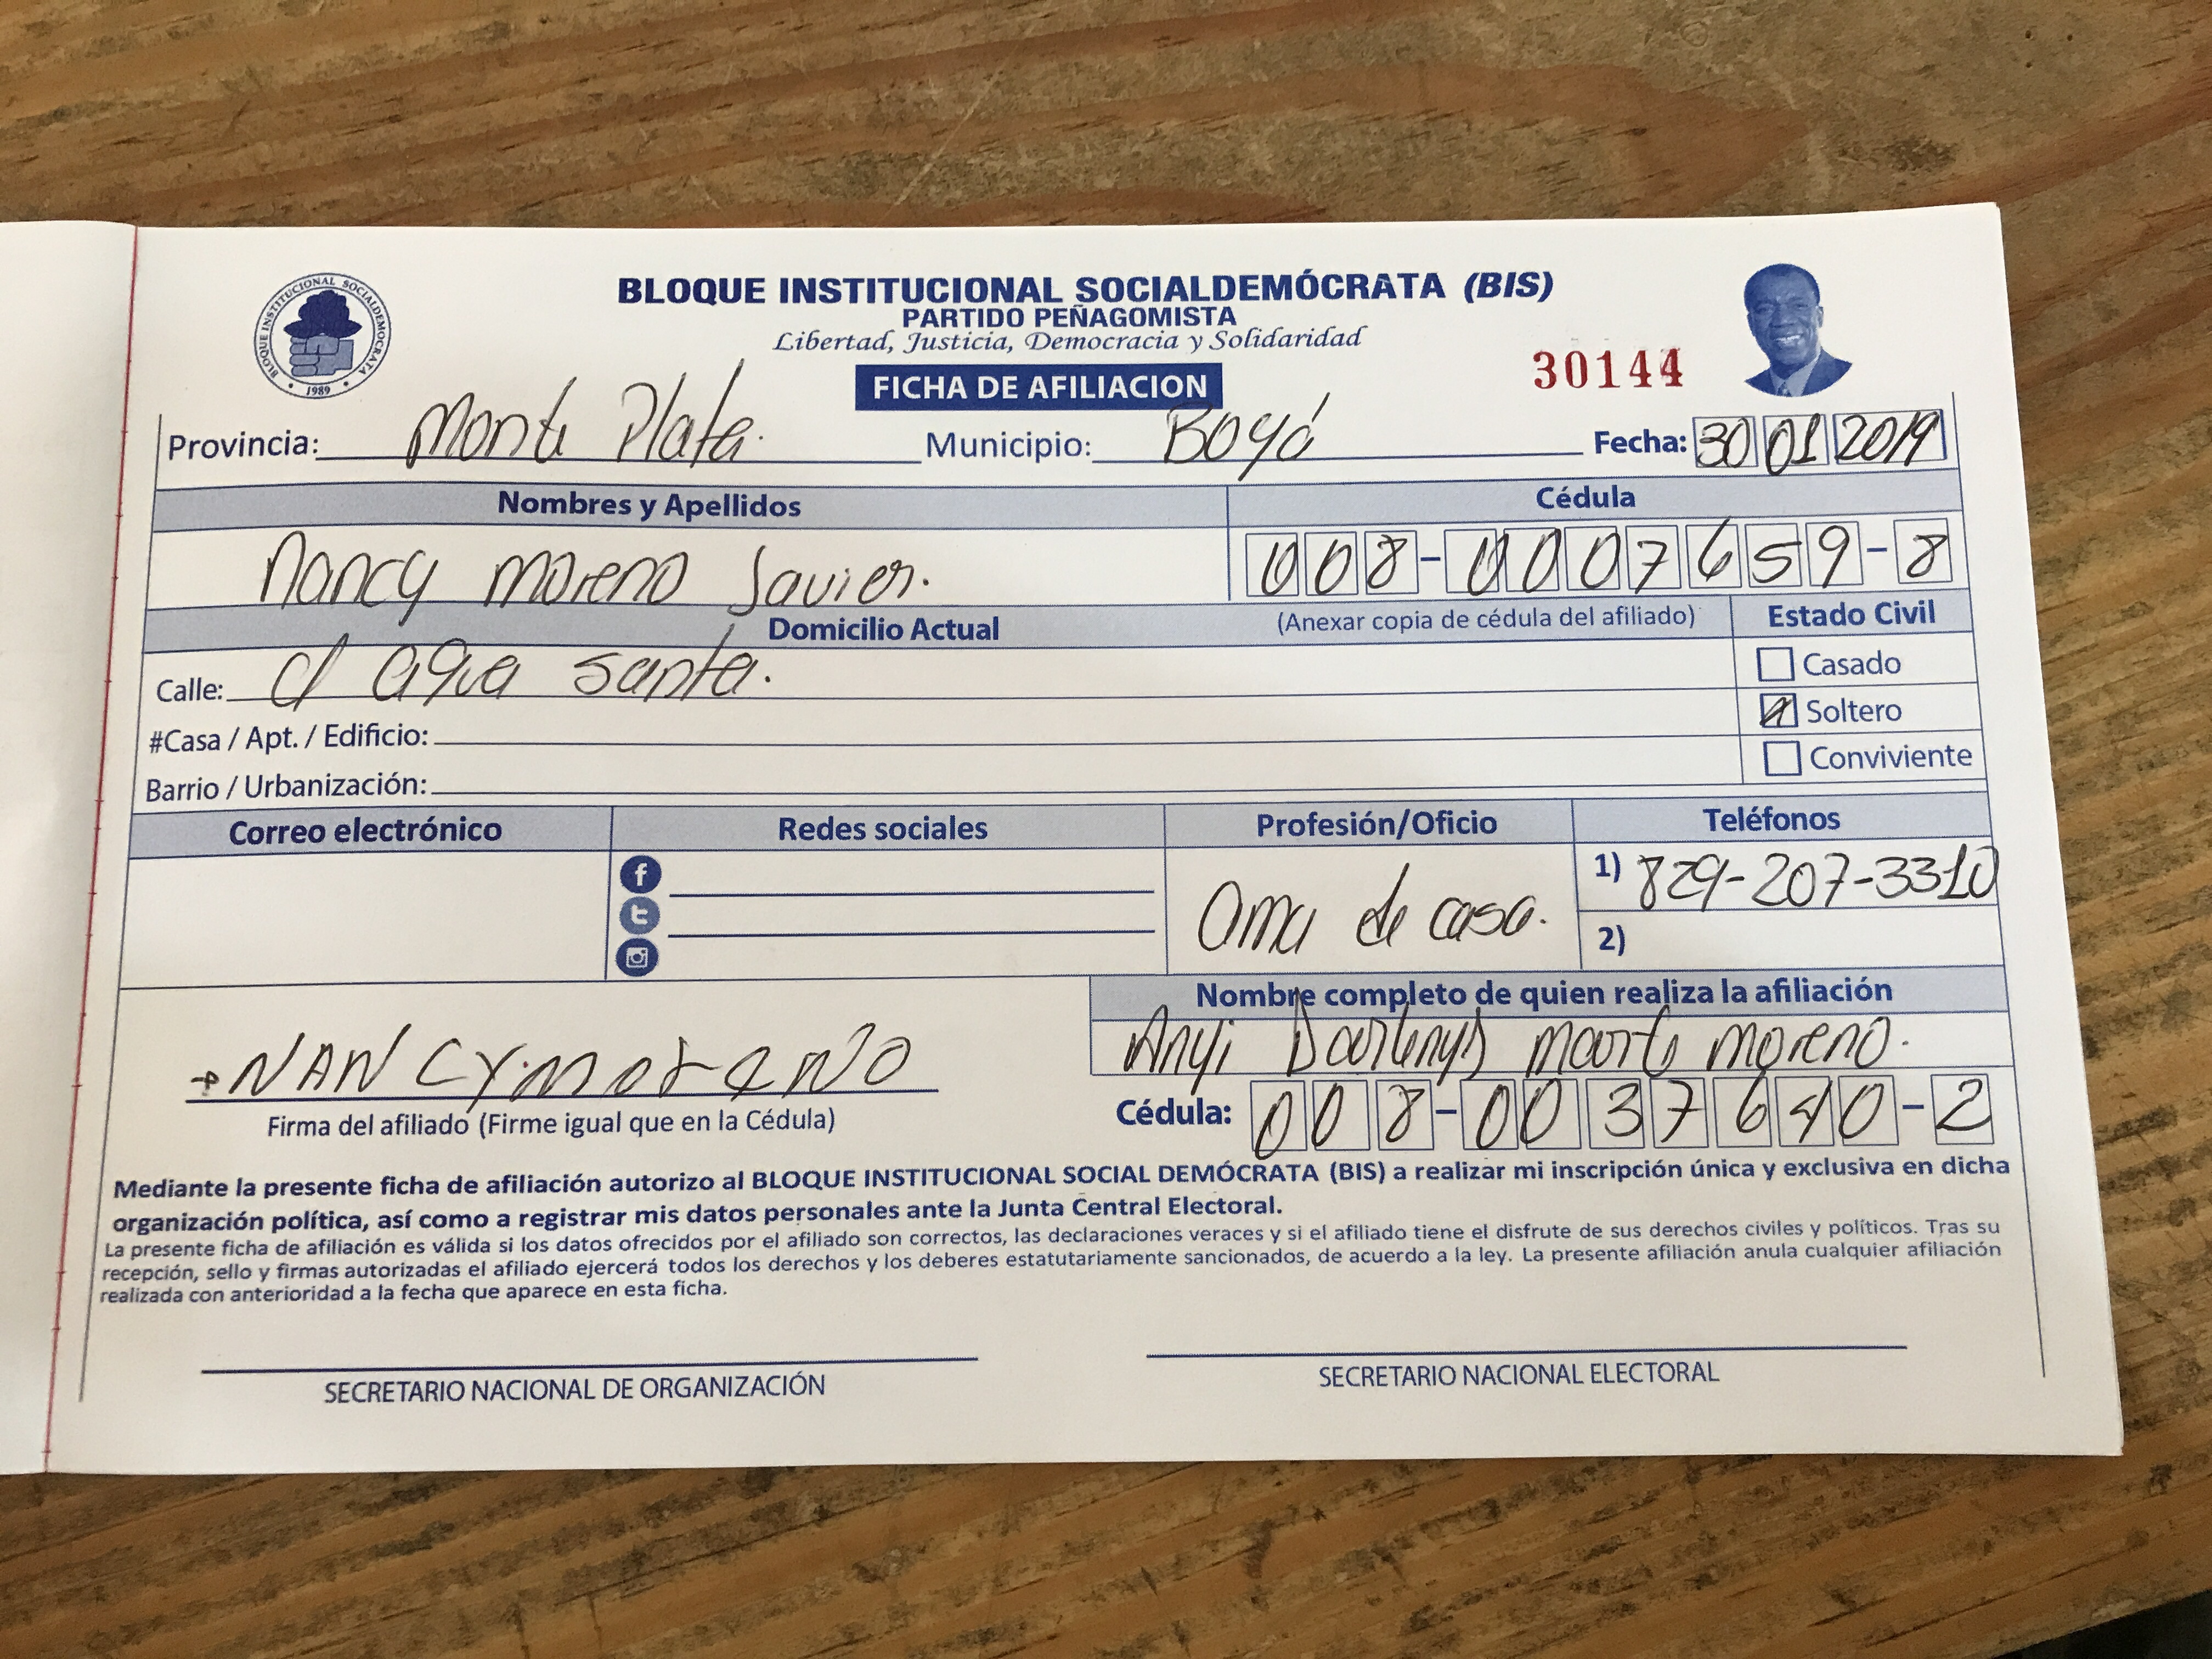 BLOQUE INSTITUCIONAL SOCIALDEMOCRATA
1989
BLOQUE INSTITUCIONAL SOCIALDEMÓCRATA (BIS)
PARTIDO PEÑAGOMISTA
Libertad, Justicia, Democracia y Solidaridad
30144
FICHA DE AFILIACION
Provincia: Monte Plata. Municipio: Boyá Fecha: 30 01 2019
Nombres y Apellidos Cédula
Nancy Moreno Javier. 008-0007659-8
Domicilio Actual (Anexar copia de cédula del afiliado) Estado Civil
Calle: c/ agua santa. Casado
Soltero
#Casa / Apt. / Edificio:
Conviviente
Barrio / Urbanización:
Correo electrónico Redes sociales Profesión/Oficio Teléfonos
1) 829-207-3310
Ama de casa.
2)
Nombre completo de quien realiza la afiliación
Anyi Darlenys Marte Moreno.
NANCY.MOrENO
Firma del afiliado (Firme igual que en la Cédula) Cédula: 008-0037640-2
Mediante la presente ficha de afiliación autorizo al BLOQUE INSTITUCIONAL SOCIAL DEMÓCRATA (BIS) a realizar mi inscripción única y exclusiva en dicha
organización política, así como a registrar mis datos personales ante la Junta Central Electoral.
La presente ficha de afiliación es válida si los datos ofrecidos por el afiliado son correctos, las declaraciones veraces y si el afiliado tiene el disfrute de sus derechos civiles y políticos. Tras su
recepción, sello y firmas autorizadas el afiliado ejercerá todos los derechos y los deberes estatutariamente sancionados, de acuerdo a la ley. La presente afiliación anula cualquier afiliación
realizada con anterioridad a la fecha que aparece en esta ficha.
SECRETARIO NACIONAL DE ORGANIZACIÓN SECRETARIO NACIONAL ELECTORAL